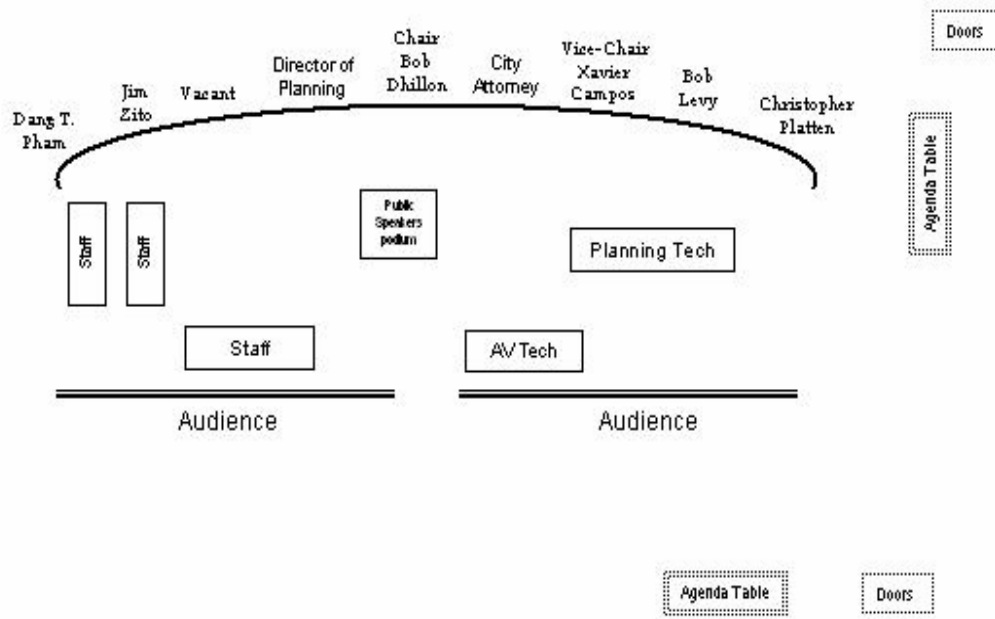 Doors
Chair
Bob
Dhillon
Vice-Chair
Xavier
Campos
Director of
Planning
City
Attorney
Jim
Zito
Vacant
Bob
Levy
Dang T.
Pham
Christopher
Platten
Agenda Table
Staff
Staff
Public
Speakers
podium
Planning Tech
Staff
AV Tech
Audience
Audience
Agenda Table
Doors